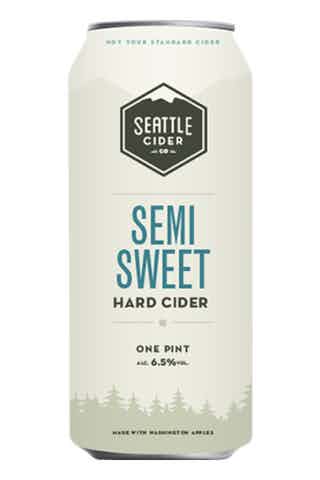 NOT YOUR STANDARD CIDER
SEATTLE
CIDER
CO
SEMI
SWEET
HARD CIDER
ONE PINT
ALC. 6.5% VOL.
MADE WITH WASHINGTON APPLES